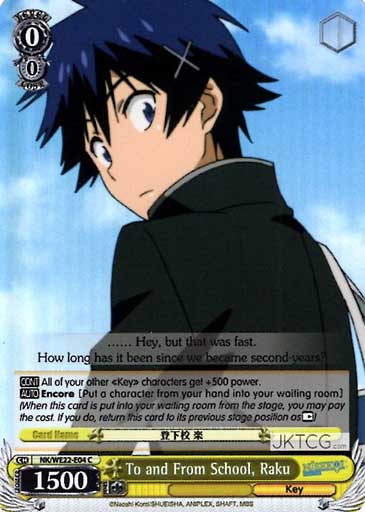 0
0
...... Hey, but that was fast.
How long has it been since we became second-years?
CONT All of your other «Key» characters get +500 power.
AUTO Encore [Put a character from your hand into your waiting room]
(When this card is put into your waiting room from the stage, you may pay
the cost. If you do, return this card to its previous stage position as
Card Name 登下校 楽
JKTCG.com
CH NK/WE22-E04 C
1500 To and From School, Raku NISEKOI
Key
©Naoshi Komi/SHUEISHA, ANIPLEX, SHAFT, MBS